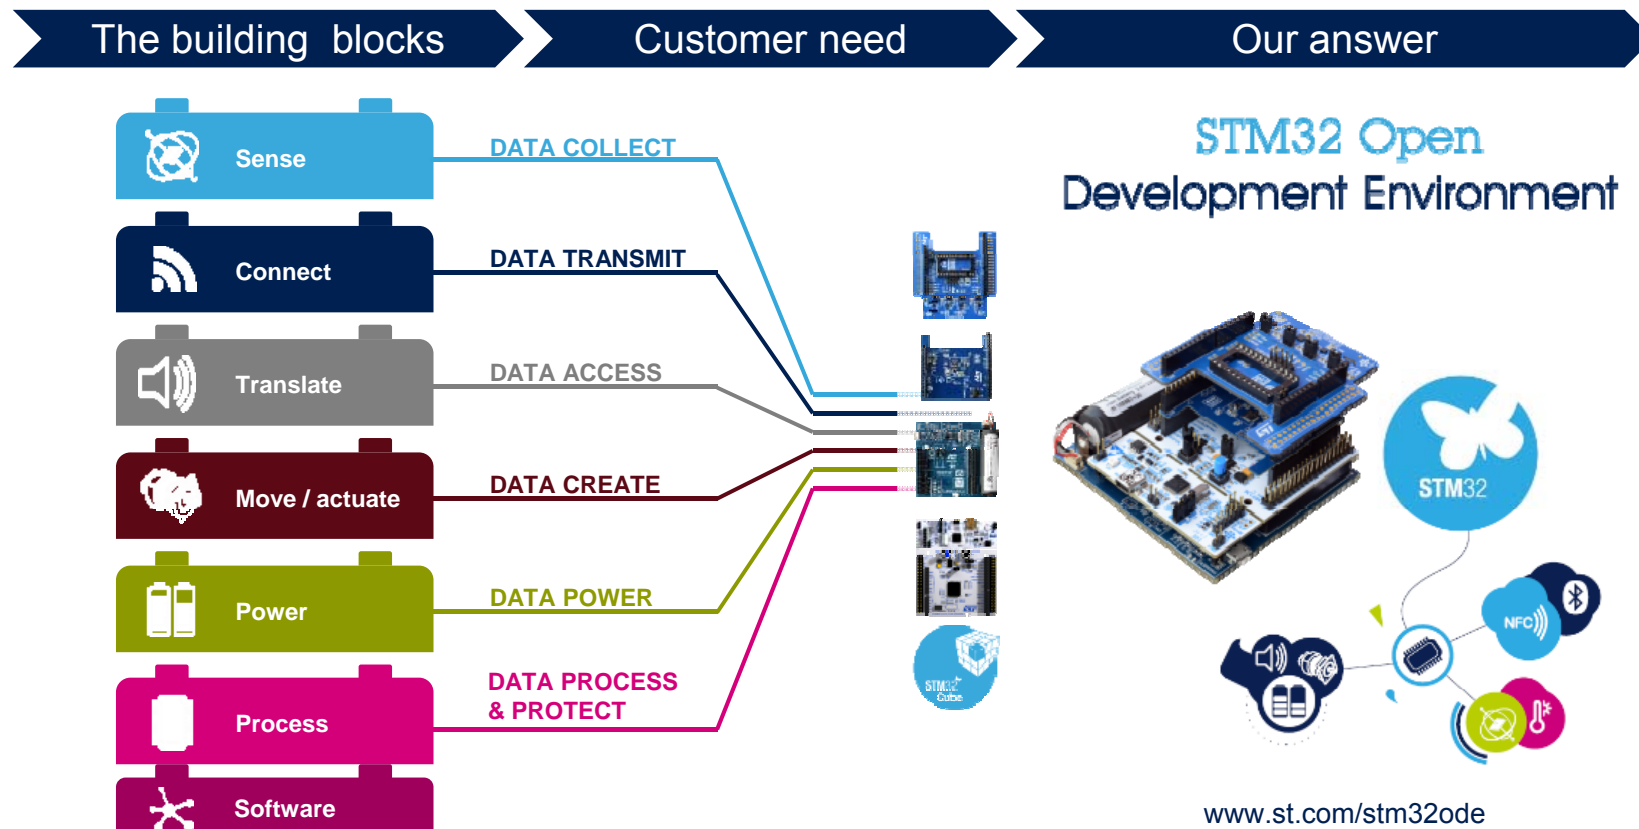 The building blocks
Customer need
Our answer
Sense
DATA COLLECT
STM32 Open
Development Environment
Connect
DATA TRANSMIT
Translate
DATA ACCESS
Move / actuate
DATA CREATE
STM32
Power
DATA POWER
NFC
Process
DATA PROCESS
& PROTECT
STM32
Cube
Software
www.st.com/stm32ode